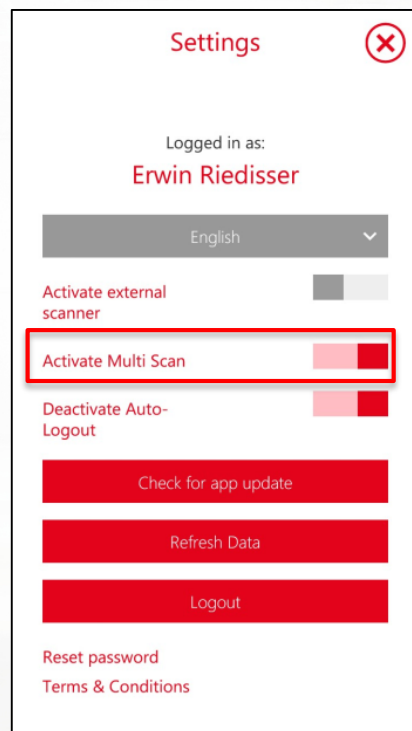 Settings
Logged in as:
Erwin Riedisser
English
Activate external
scanner
Activate Multi Scan
Deactivate Auto-
Logout
Check for app update
Refresh Data
Logout
Reset password
Terms & Conditions